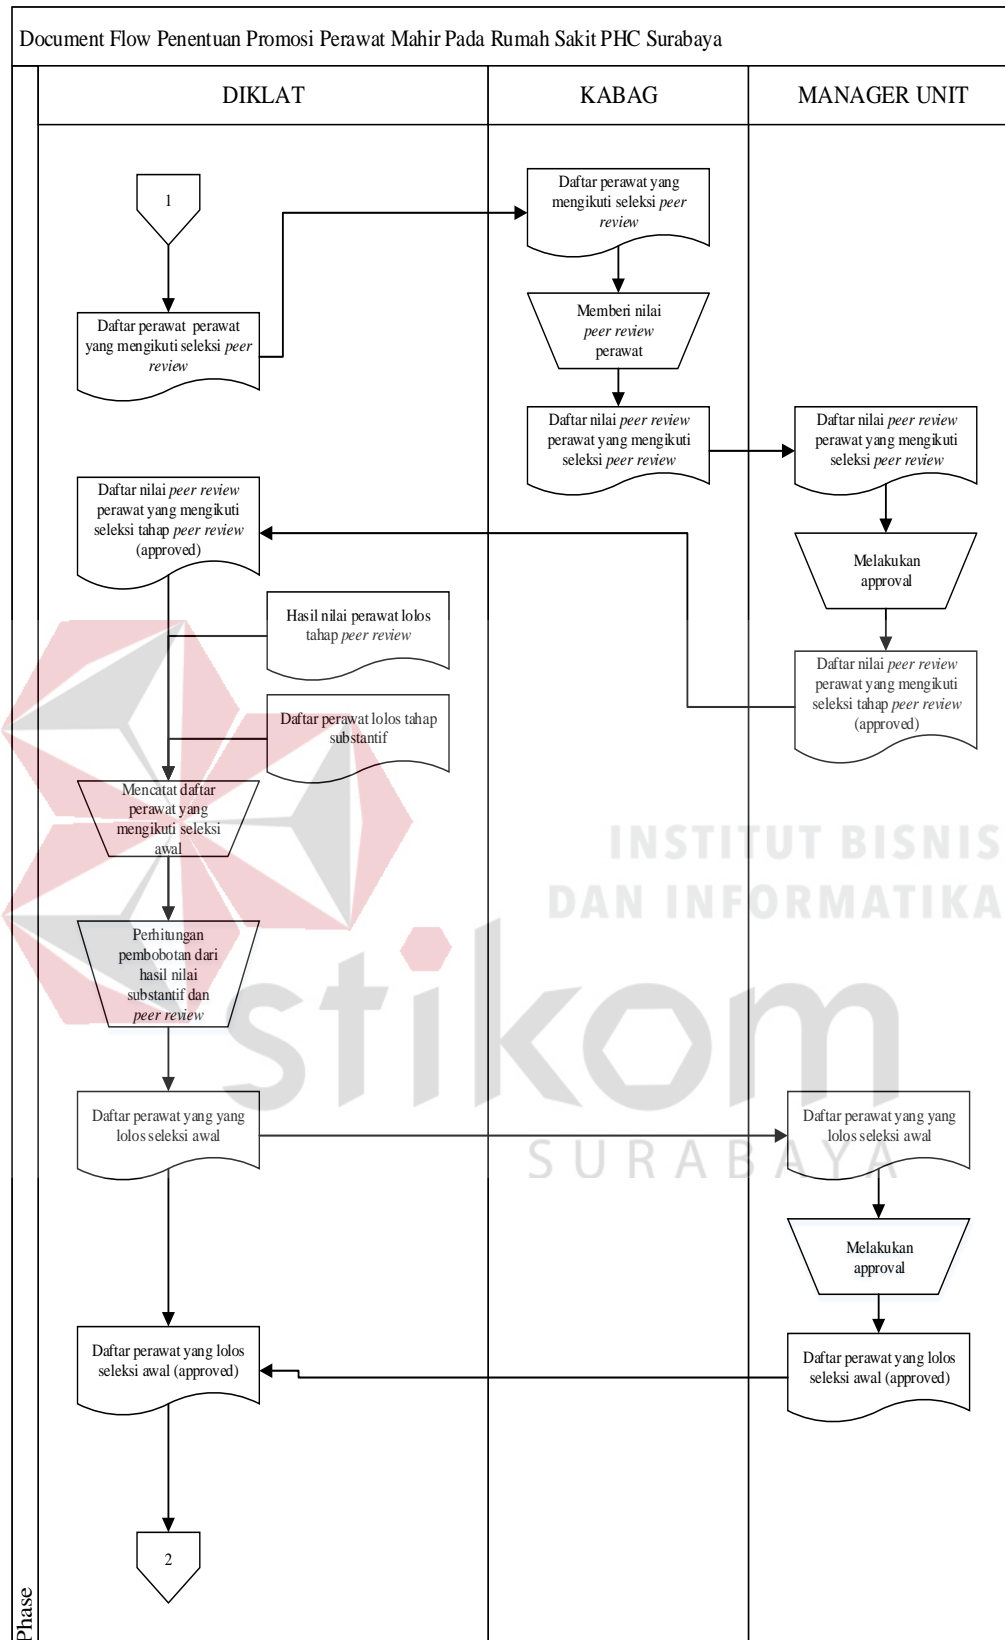 Document Flow Penentuan Promosi Perawat Mahir Pada Rumah Sakit PHC Surabaya
DIKLAT
KABAG
MANAGER UNIT
1
Daftar perawat perawat
yang mengikuti seleksi peer
review
Daftar perawat yang
mengikuti seleksi peer
review
Memberi nilai
peer review
perawat
Daftar nilai peer review
perawat yang mengikuti
seleksi peer review
Daftar nilai peer review
perawat yang mengikuti
seleksi peer review
Melakukan
approval
Daftar nilai peer review
perawat yang mengikuti
seleksi tahap peer review
(approved)
Daftar nilai peer review
perawat yang mengikuti
seleksi tahap peer review
(approved)
Hasil nilai perawat lolos
tahap peer review
Daftar perawat lolos tahap
substantif
Mencatat daftar
perawat yang
mengikuti seleksi
awal
Perhitungan
pembobotan dari
hasil nilai
substantif dan
peer review
Daftar perawat yang yang
lolos seleksi awal
Daftar perawat yang yang
lolos seleksi awal
Melakukan
approval
Daftar perawat yang lolos
seleksi awal (approved)
Daftar perawat yang lolos
seleksi awal (approved)
2
Phase
INSTITUT BISNIS
DAN INFORMATIKA
stikom
SURABAYA